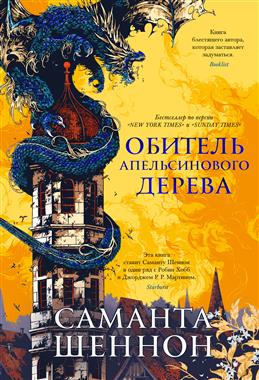 Книга
блестящего автора,
которая заставляет
задуматься.
Booklist
Бестселлер по версии
«NEW YORK TIMES» и «SUNDAY TIMES»
ОБИТЕЛЬ
АПЕЛЬСИНОВОГО
ДЕРЕВА
Эта книга
ставит Саманту Шеннон
в один ряд с Робин Хобб
и Джорджем Р. Р. Мартином.
Starburst
САМАНТА
ШЕННОН